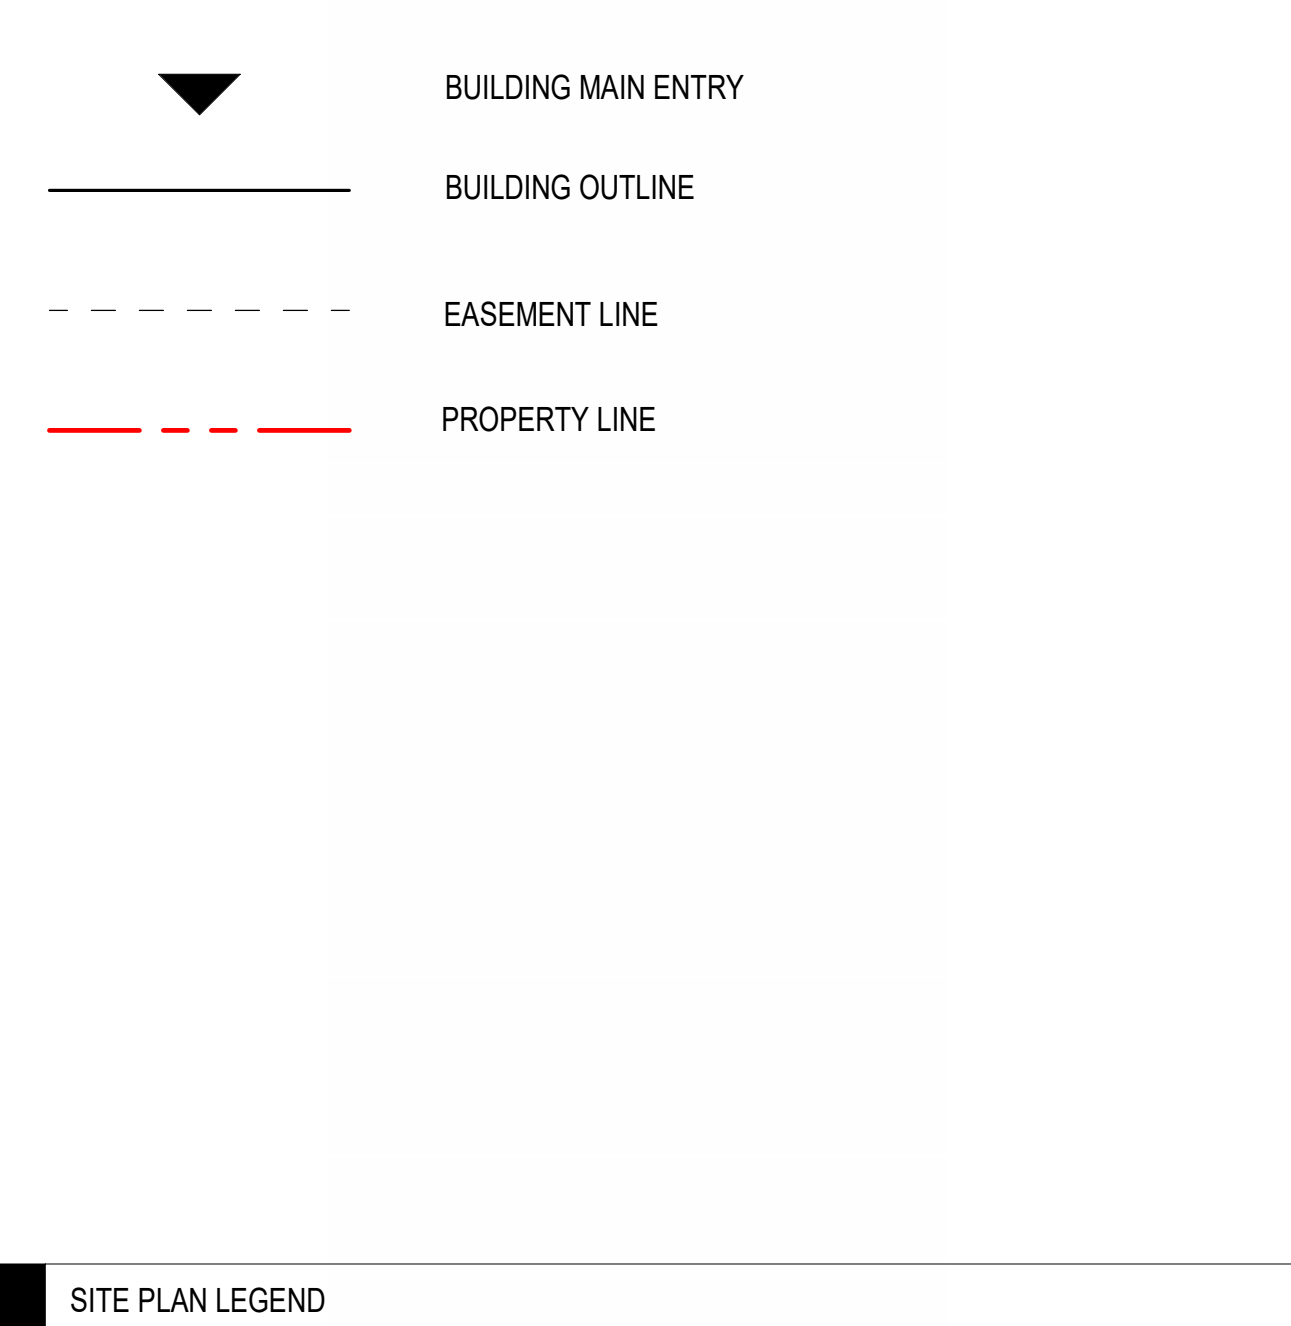 BUILDING MAIN ENTRY
BUILDING OUTLINE
EASEMENT LINE
PROPERTY LINE
SITE PLAN LEGEND